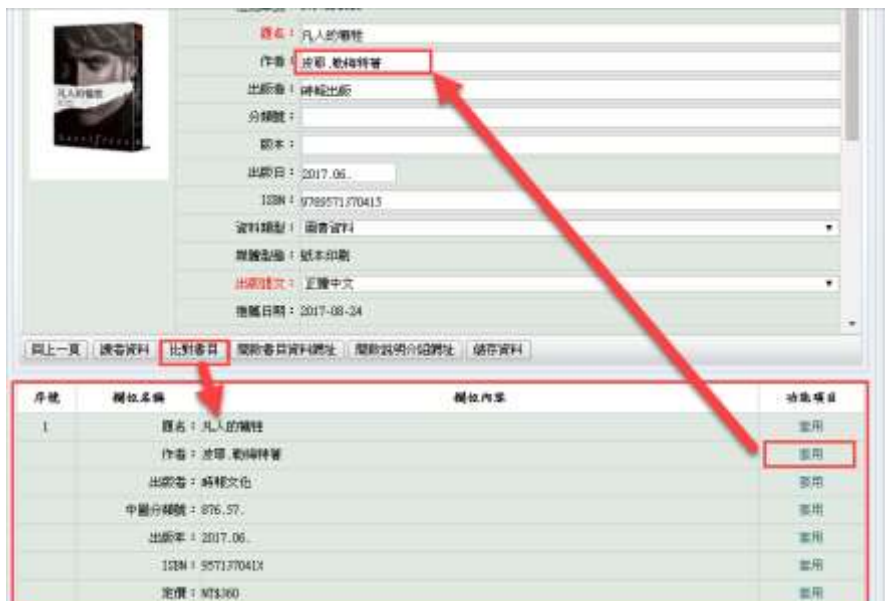 題名：凡人的犧牲
作者：皮耶.勒梅特著
出版者：時報出版
分類號：
版本：
出版日：2017.06.
ISBN：9789571370415
資料類型：圖書資料
媒體型態：紙本印刷
出版語文：正體中文
推薦日期：2017-08-24
回上一頁 讀者資料 比對書目 開啟書目資料網址 開啟說明介紹網址 儲存資料
序號 欄位名稱 欄位內容 功能項目
1 題名：凡人的犧牲 套用
作者：皮耶.勒梅特著 套用
出版者：時報文化 套用
中國分類號：876.57. 套用
出版年：2017.06. 套用
ISBN：957137041X 套用
定價：NT$360 套用